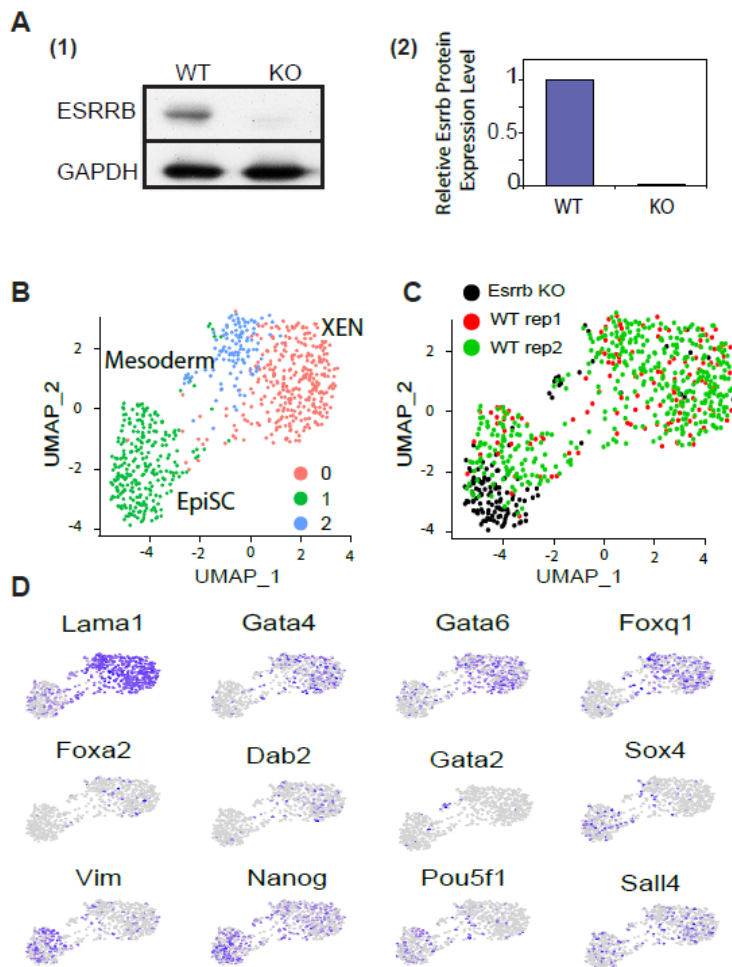 A
(1)
WT KO
ESRRB
GAPDH
(2)
Reletive Esrrb Protein
Expression Level
1
0.5
0
WT KO
B
XEN
Mesoderm
EpiSC
0
1
2
UMAP_2
2
0
-2
-4
-4 -2 0 2 4
UMAP_1
C
Esrrb KO
WT rep1
WT rep2
UMAP_2
2
0
-2
-4
-4 -2 0 2 4
UMAP_1
D
Lama1 Gata4 Gata6 Foxq1
Foxa2 Dab2 Gata2 Sox4
Vim Nanog Pou5f1 Sall4